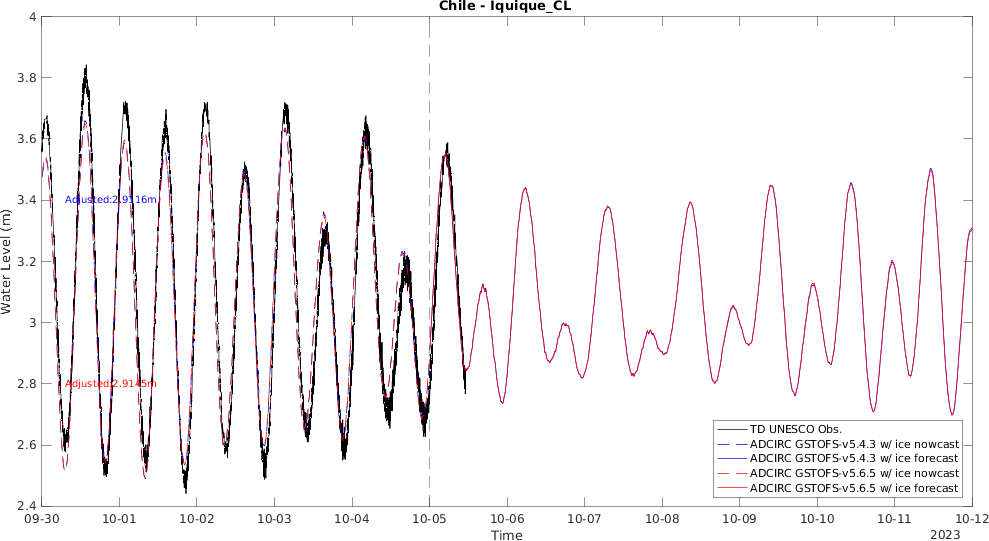 Chile - Iquique_CL
Water Level (m)
4
3.8
3.6
3.4
3.2
3
2.8
2.6
2.4
Adjusted:2.9116m
Adjusted:2.9145m
TD UNESCO Obs.
ADCIRC GSTOFS-v5.4.3 w/ ice nowcast
ADCIRC GSTOFS-v5.4.3 w/ ice forecast
ADCIRC GSTOFS-v5.6.5 w/ ice nowcast
ADCIRC GSTOFS-v5.6.5 w/ ice forecast
09-30 10-01 10-02 10-03 10-04 10-05 10-06 10-07 10-08 10-09 10-10 10-11 10-12
Time
2023